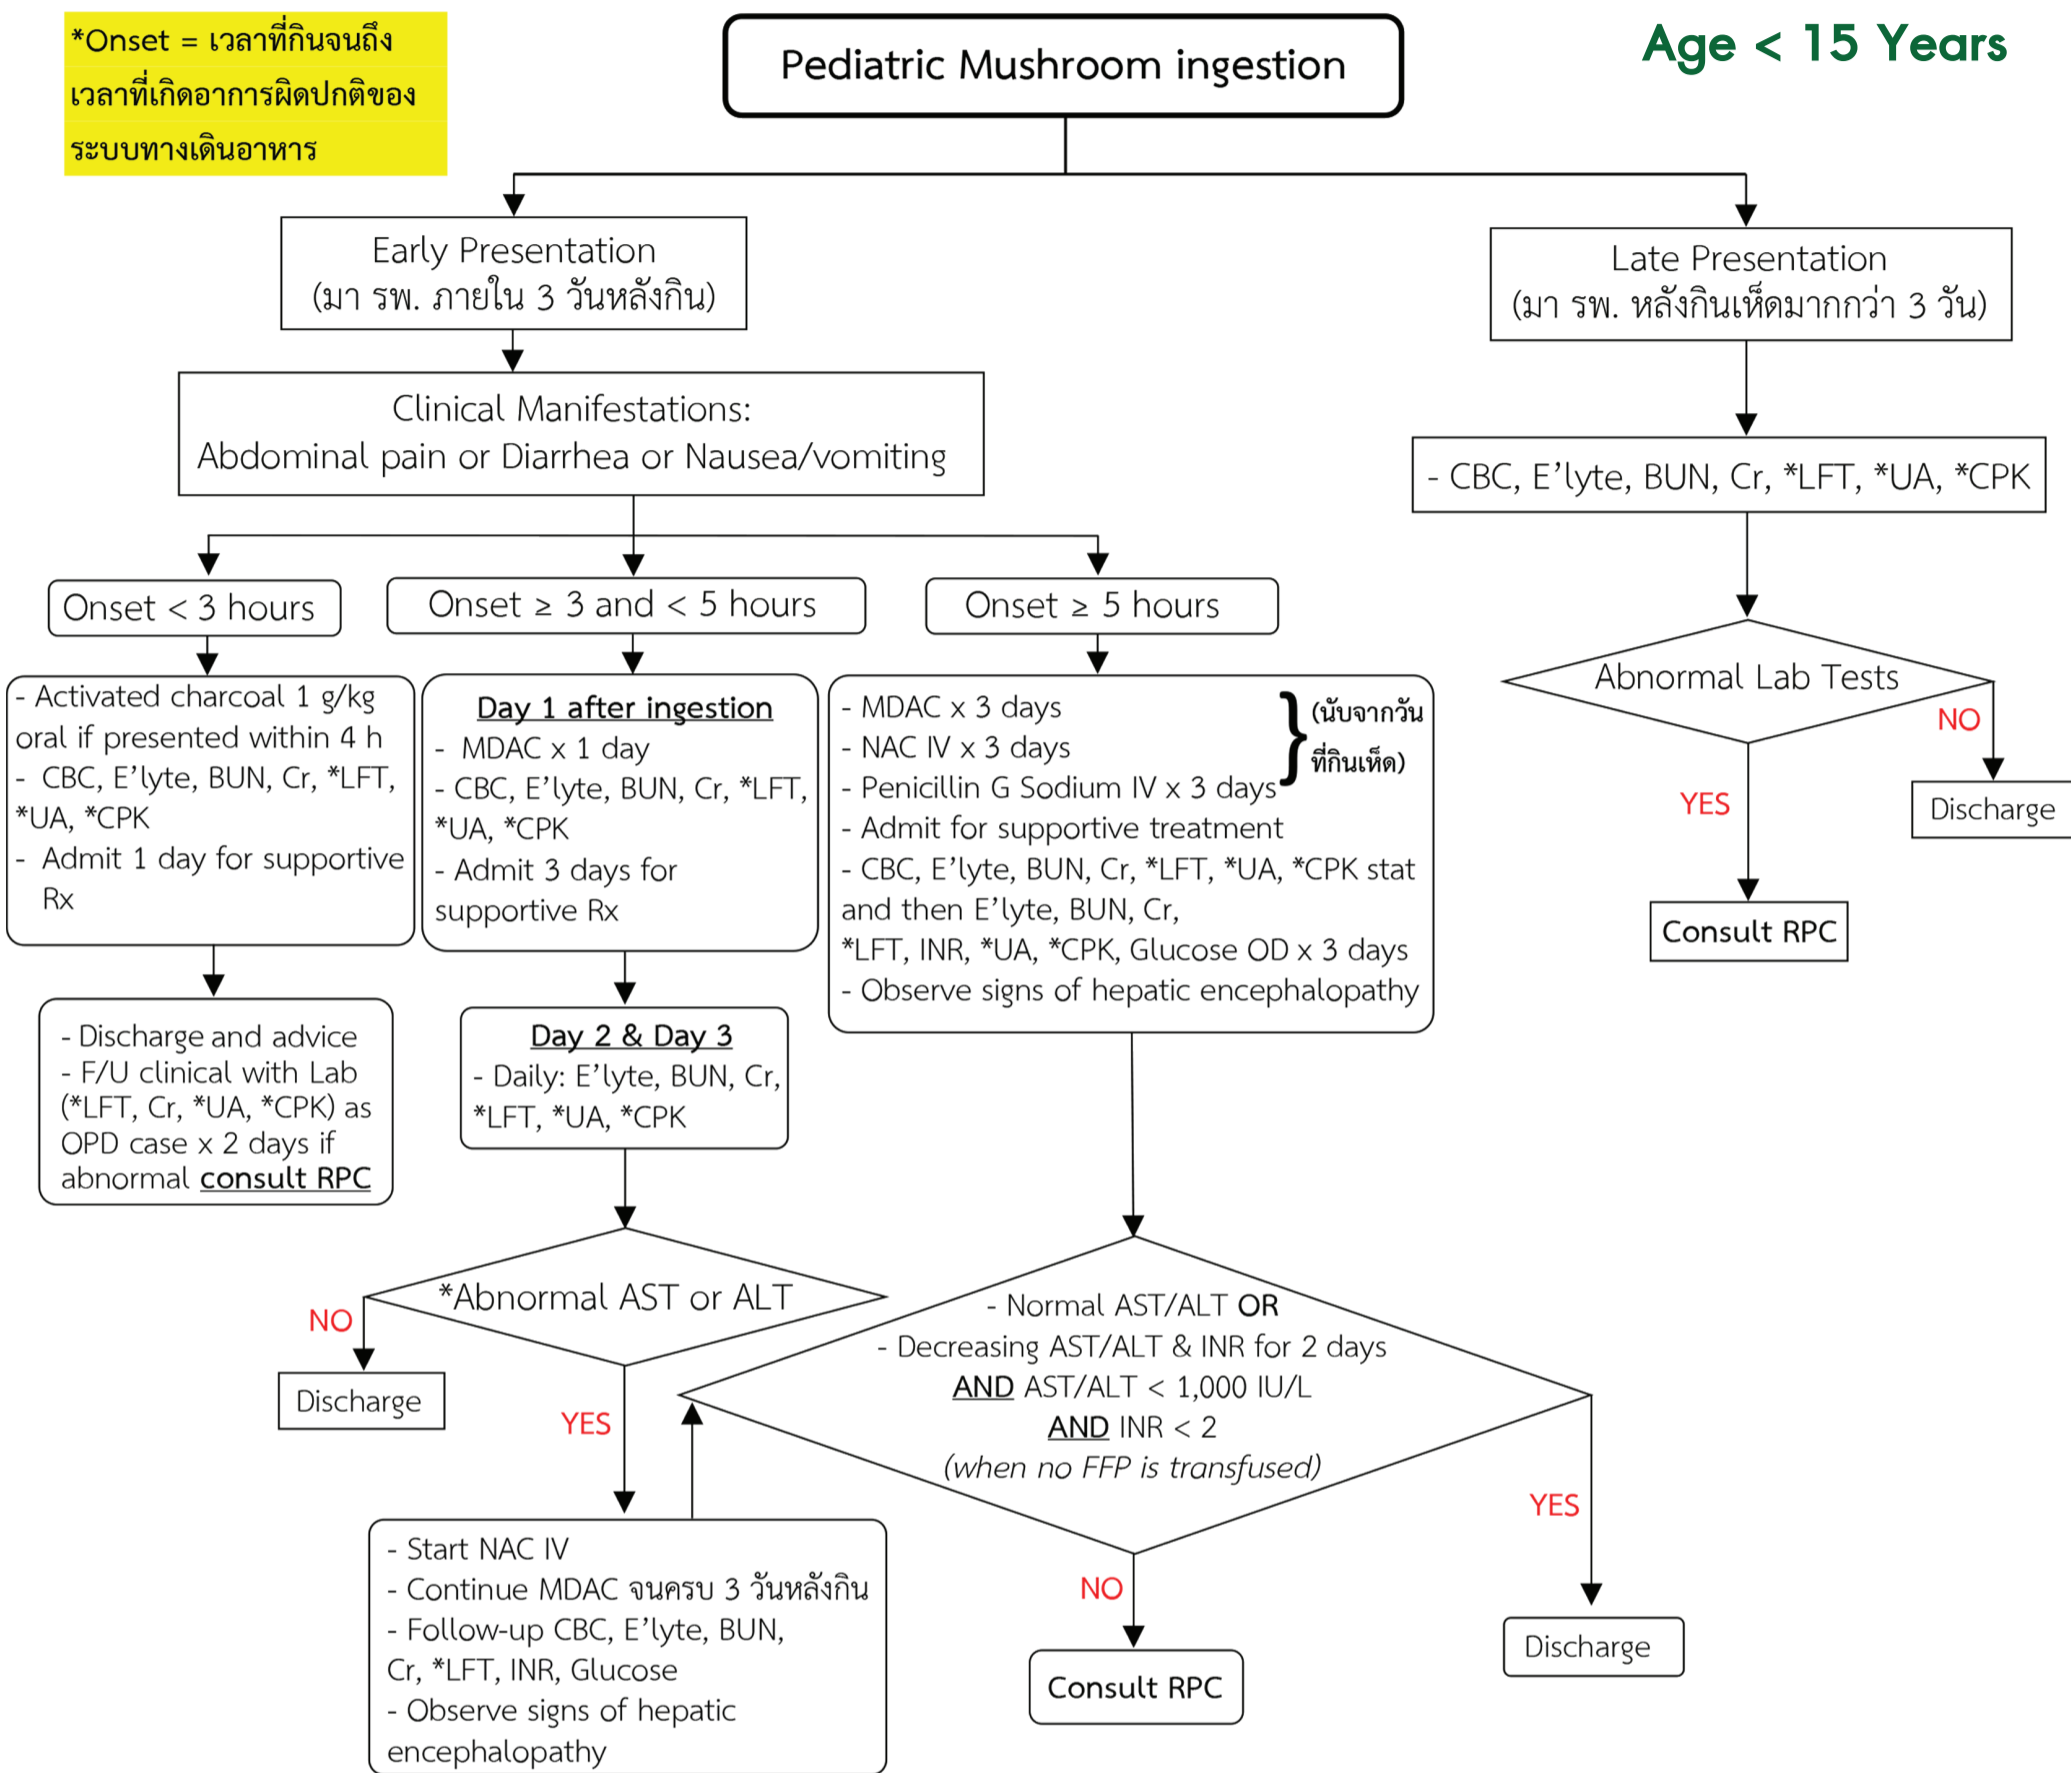 *Onset = เวลาที่กินจนถึง
เวลาที่เกิดอาการผิดปกติของ
ระบบทางเดินอาหาร
Pediatric Mushroom ingestion
Age < 15 Years
Early Presentation
(มา รพ. ภายใน 3 วันหลังกิน)
Late Presentation
(มา รพ. หลังกินเห็ดมากกว่า 3 วัน)
Clinical Manifestations:
Abdominal pain or Diarrhea or Nausea/vomiting
- CBC, E'lyte, BUN, Cr, *LFT, *UA, *CPK
Onset < 3 hours
Onset ≥ 3 and < 5 hours
Onset ≥ 5 hours
Abnormal Lab Tests
NO
Discharge
YES
Consult RPC
- Activated charcoal 1 g/kg
oral if presented within 4 h
- CBC, E'lyte, BUN, Cr, *LFT,
*UA, *CPK
- Admit 1 day for supportive
Rx
- Discharge and advice
- F/U clinical with Lab
(*LFT, Cr, *UA, *CPK) as
OPD case x 2 days if
abnormal consult RPC
Day 1 after ingestion
- MDAC x 1 day
- CBC, E'lyte, BUN, Cr, *LFT,
*UA, *CPK
- Admit 3 days for
supportive Rx
Day 2 & Day 3
- Daily: E'lyte, BUN, Cr,
*LFT, *UA, *CPK
*Abnormal AST or ALT
NO
Discharge
YES
- Start NAC IV
- Continue MDAC จนครบ 3 วันหลังกิน
- Follow-up CBC, E'lyte, BUN,
Cr, *LFT, INR, Glucose
- Observe signs of hepatic
encephalopathy
- MDAC x 3 days
- NAC IV x 3 days
- Penicillin G Sodium IV x 3 days
} (นับจากวัน
ที่กินเห็ด)
- Admit for supportive treatment
- CBC, E'lyte, BUN, Cr, *LFT, *UA, *CPK stat
and then E'lyte, BUN, Cr,
*LFT, INR, *UA, *CPK, Glucose OD x 3 days
- Observe signs of hepatic encephalopathy
- Normal AST/ALT OR
- Decreasing AST/ALT & INR for 2 days
AND AST/ALT < 1,000 IU/L
AND INR < 2
(when no FFP is transfused)
NO
Consult RPC
YES
Discharge